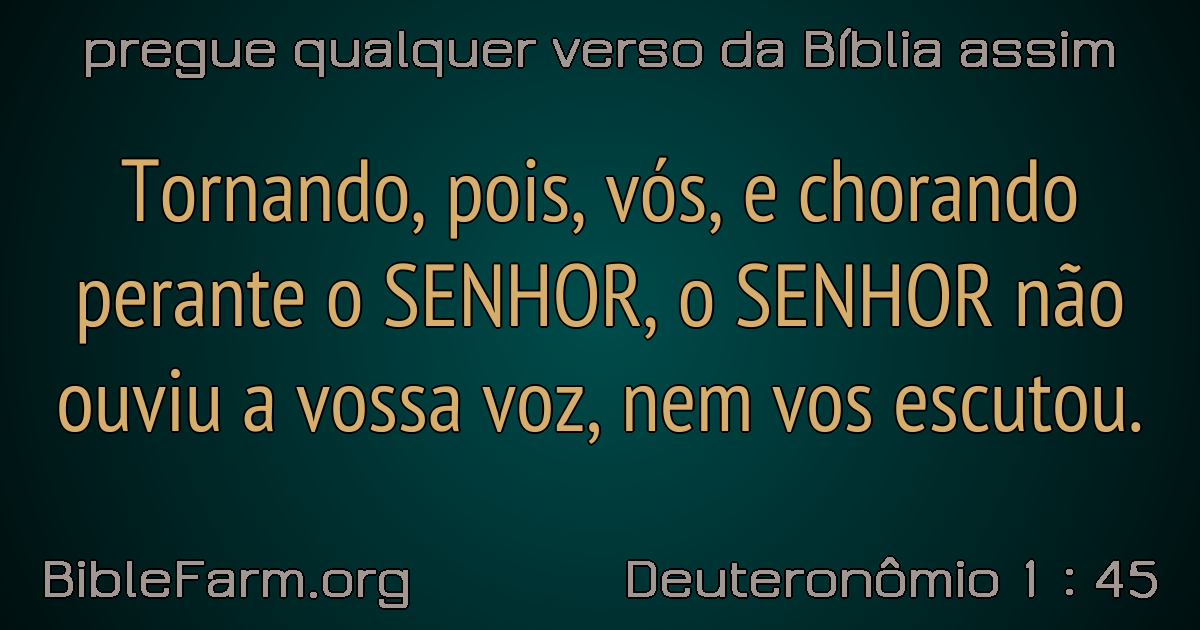 pregue qualquer verso da Bíblia assim
Tornando, pois, vós, e chorando
perante o SENHOR, o SENHOR não
ouviu a vossa voz, nem vos escutou.
BibleFarm.org Deuteronômio 1 : 45